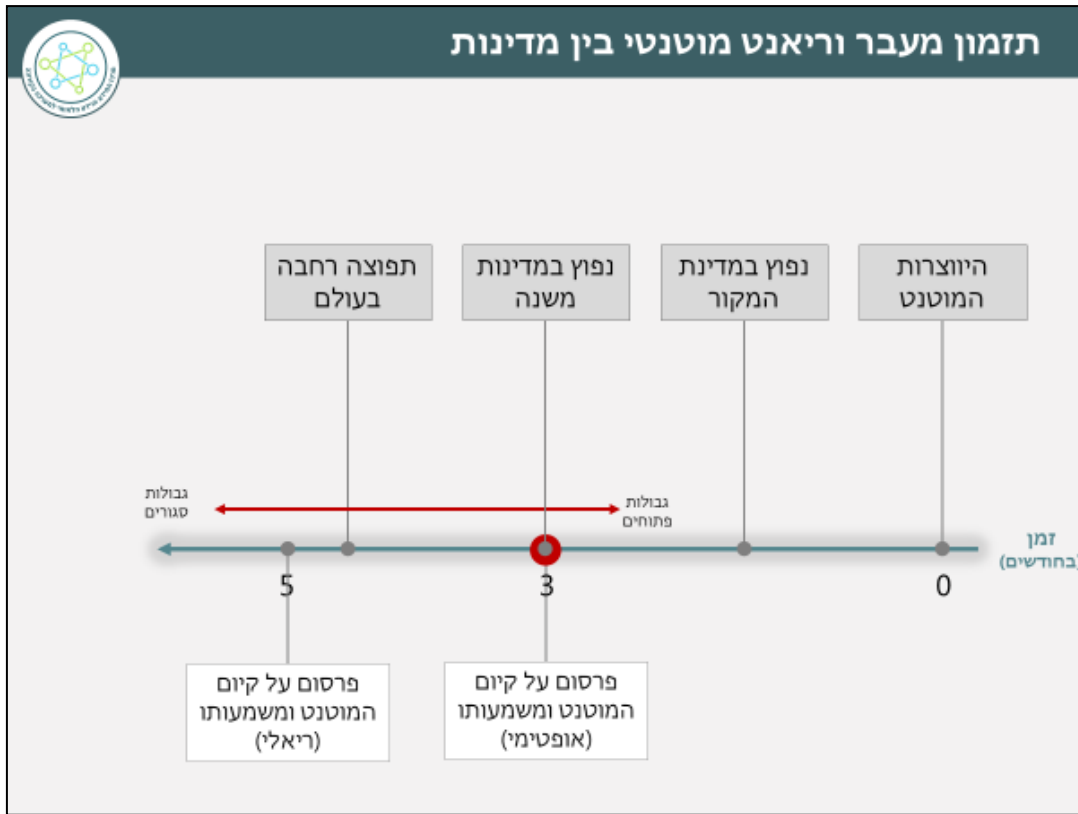 תזמון מעבר וריאנט מוטנטי בין מדינות
היווצרות
המוטנט
נפוץ במדינת
המקור
נפוץ במדינות
משנה
תפוצה רחבה
בעולם
גבולות
פתוחים
גבולות
סגורים
זמן
(בחודשים)
0
3
5
פרסום על קיום
המוטנט ומשמעותו
(אופטימי)
פרסום על קיום
המוטנט ומשמעותו
(ריאלי)